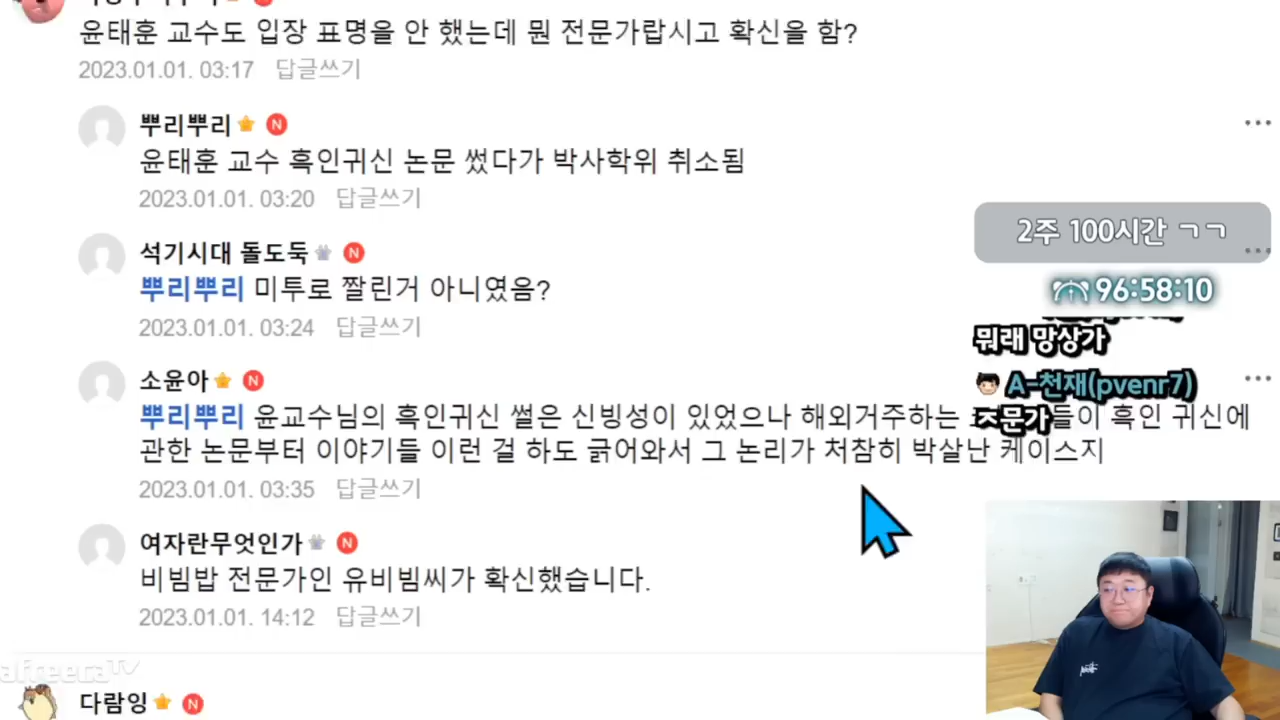 윤태훈 교수도 입장 표명을 안 했는데 뭔 전문가랍시고 확신을 함?
2023.01.01. 03:17 답글쓰기
뿌리뿌리 N
윤태훈 교수 흑인귀신 논문 썼다가 박사학위 취소됨
2023.01.01. 03:20 답글쓰기
석기시대 돌도둑 N
뿌리뿌리 미투로 짤린거 아니였음?
2023.01.01. 03:24 답글쓰기
소윤아 N
뿌리뿌리 윤교수님의 흑인귀신 썰은 신빙성이 있었으나 해외거주하는 들이 흑인 귀신에
관한 논문부터 이야기들 이런 걸 하도 긁어와서 그 논리가 처참히 박살난 케이스지
2023.01.01. 03:35 답글쓰기
여자란무엇인가 N
비빔밥 전문가인 유비빔씨가 확신했습니다.
2023.01.01. 14:12 답글쓰기
다람잉 N
2주 100시간 ㄱㄱ
96:58:10
뭐래 망상가
A-천재(pvenr7)
ㅈ문가
afreecaTV